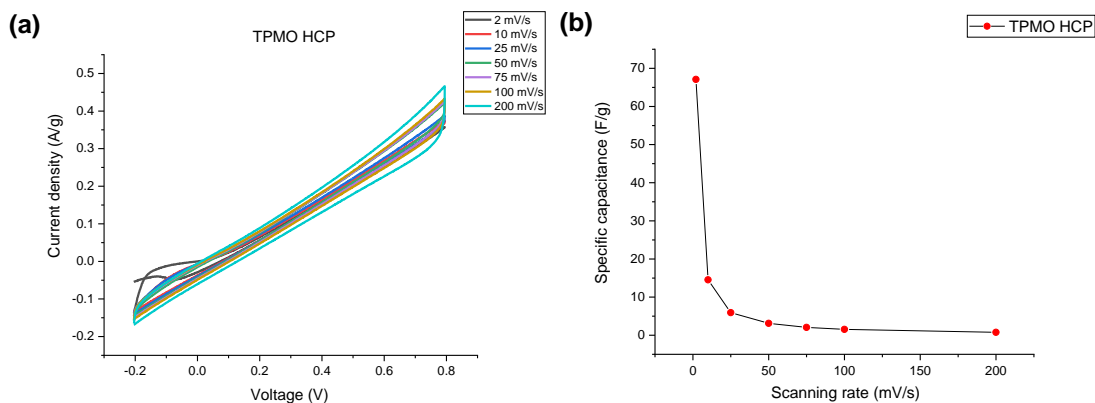 (a)
TPMO HCP
2 mV/s
10 mV/s
25 mV/s
50 mV/s
75 mV/s
100 mV/s
200 mV/s
Current density (A/g)
0.5
0.4
0.3
0.2
0.1
0.0
-0.1
-0.2
-0.2 0.0 0.2 0.4 0.6 0.8
Voltage (V)
(b)
TPMO HCP
Specific capacitance (F/g)
70
60
50
40
30
20
10
0
0 50 100 150 200
Scanning rate (mV/s)